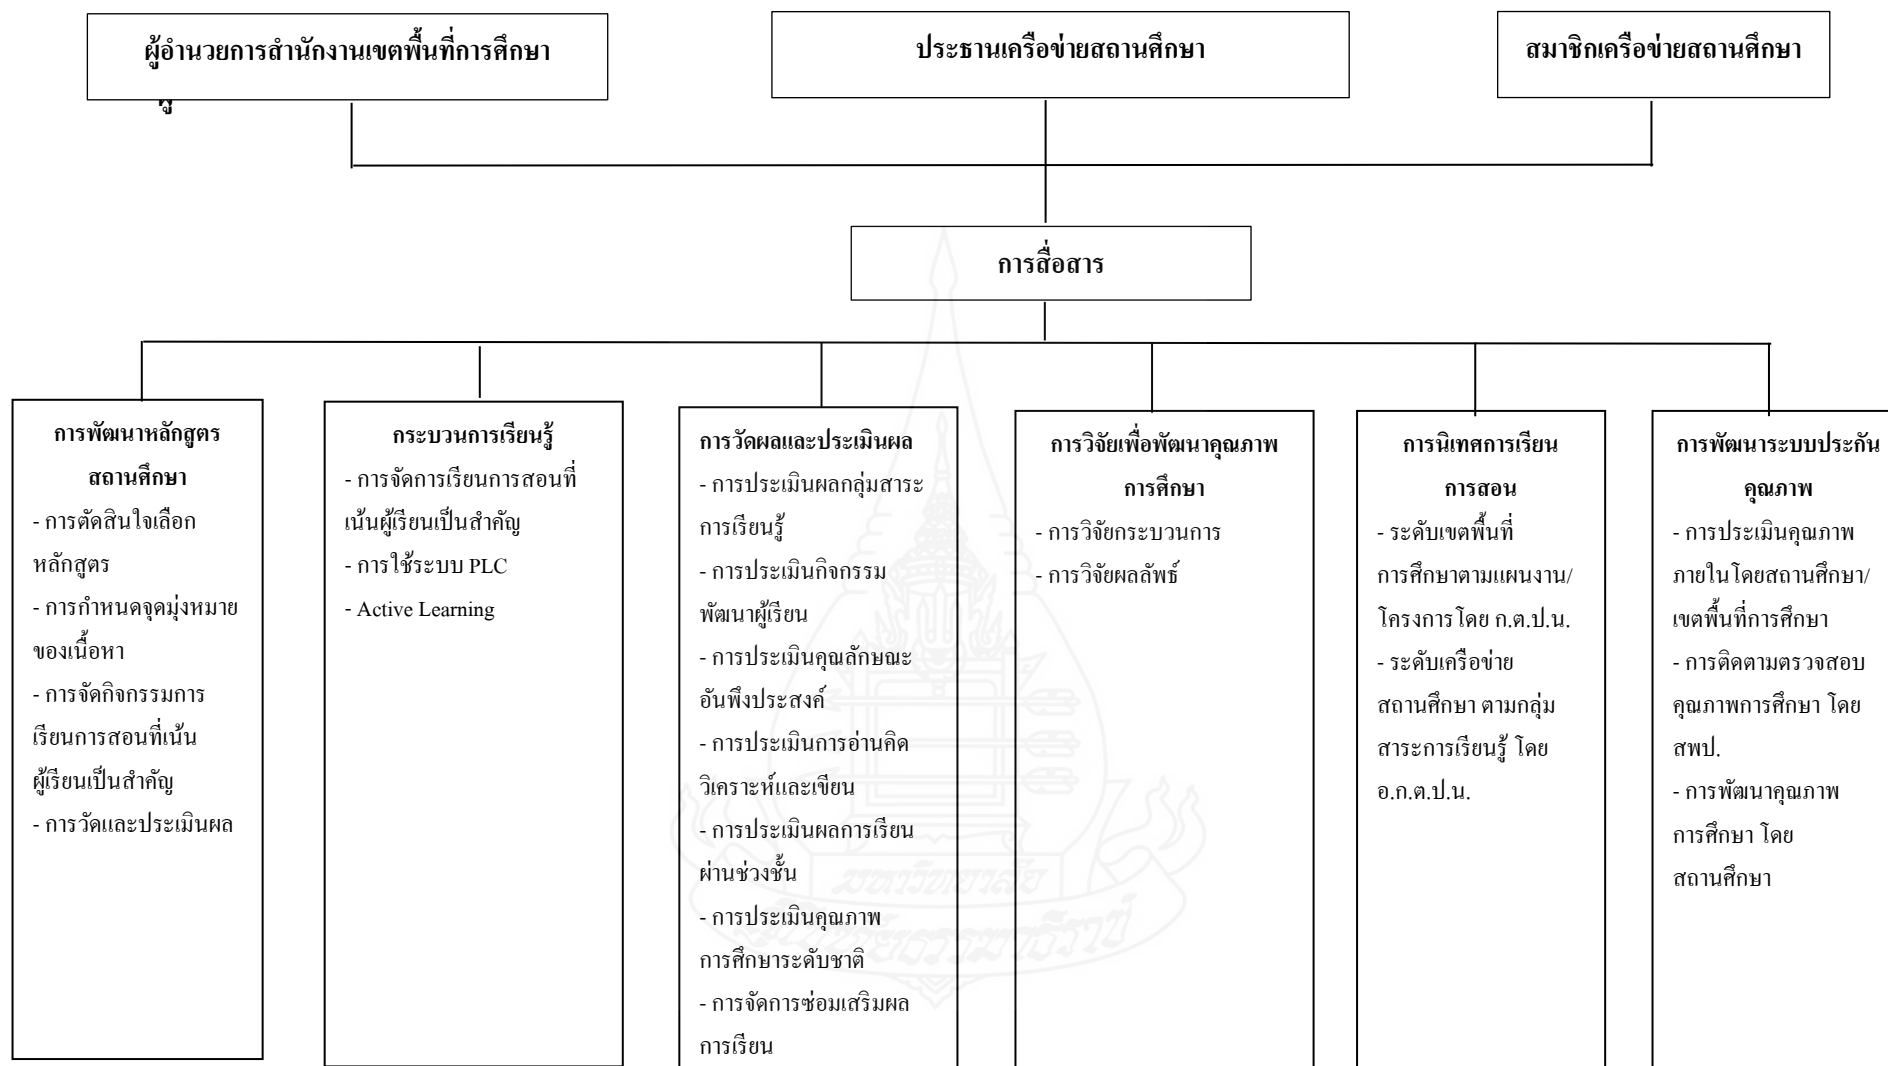 ผู้อำนวยการสำนักงานเขตพื้นที่การศึกษา
ผู้
ประธานเครือข่ายสถานศึกษา
สมาชิกเครือข่ายสถานศึกษา
การสื่อสาร
การพัฒนาหลักสูตร
สถานศึกษา
- การตัดสินใจเลือก
หลักสูตร
- การกำหนดจุดมุ่งหมาย
ของเนื้อหา
- การจัดกิจกรรมการ
เรียนการสอนที่เน้น
ผู้เรียนเป็นสำคัญ
- การวัดและประเมินผล
กระบวนการเรียนรู้
- การจัดการเรียนการสอนที่
เน้นผู้เรียนเป็นสำคัญ
- การใช้ระบบ PLC
- Active Learning
การวัดผลและประเมินผล
- การประเมินผลกลุ่มสาระ
การเรียนรู้
- การประเมินกิจกรรม
พัฒนาผู้เรียน
- การประเมินคุณลักษณะ
อันพึงประสงค์
- การประเมินการอ่านคิด
วิเคราะห์และเขียน
- การประเมินผลการเรียน
ผ่านช่วงชั้น
- การประเมินคุณภาพ
การศึกษาระดับชาติ
- การจัดการซ่อมเสริมผล
การเรียน
การวิจัยเพื่อพัฒนาคุณภาพ
การศึกษา
- การวิจัยกระบวนการ
- การวิจัยผลลัพธ์
การนิเทศการเรียน
การสอน
- ระดับเขตพื้นที่
การศึกษาตามแผนงาน/
โครงการโดย ก.ต.ป.น.
- ระดับเครือข่าย
สถานศึกษา ตามกลุ่ม
สาระการเรียนรู้ โดย
อ.ก.ต.ป.น.
การพัฒนาระบบประกัน
คุณภาพ
- การประเมินคุณภาพ
ภายในโดยสถานศึกษา/
เขตพื้นที่การศึกษา
- การติดตามตรวจสอบ
คุณภาพการศึกษา โดย
สพป.
- การพัฒนาคุณภาพ
การศึกษา โดย
สถานศึกษา
มหาวิทยาลัย
สุโขทัยธรรมาธิราช